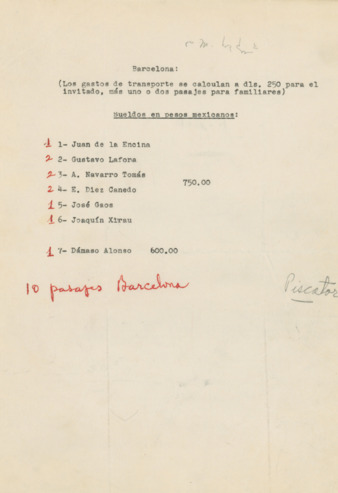 Barcelona:
(Los gastos de transporte se calculan a dls. 250 para el
invitado, más uno o dos pasajes para familiares)
Sueldos en pesos mexicanos:
1 1- Juan de la Encina
2 2- Gustavo Lafora
2 3- A. Navarro Tomás
750.00
2 4- E. Diez Canedo
1 5- José Gaos
1 6- Joaquín Xirau
1 7- Dámaso Alonso 600.00
10 pasajes Barcelona
Piscator